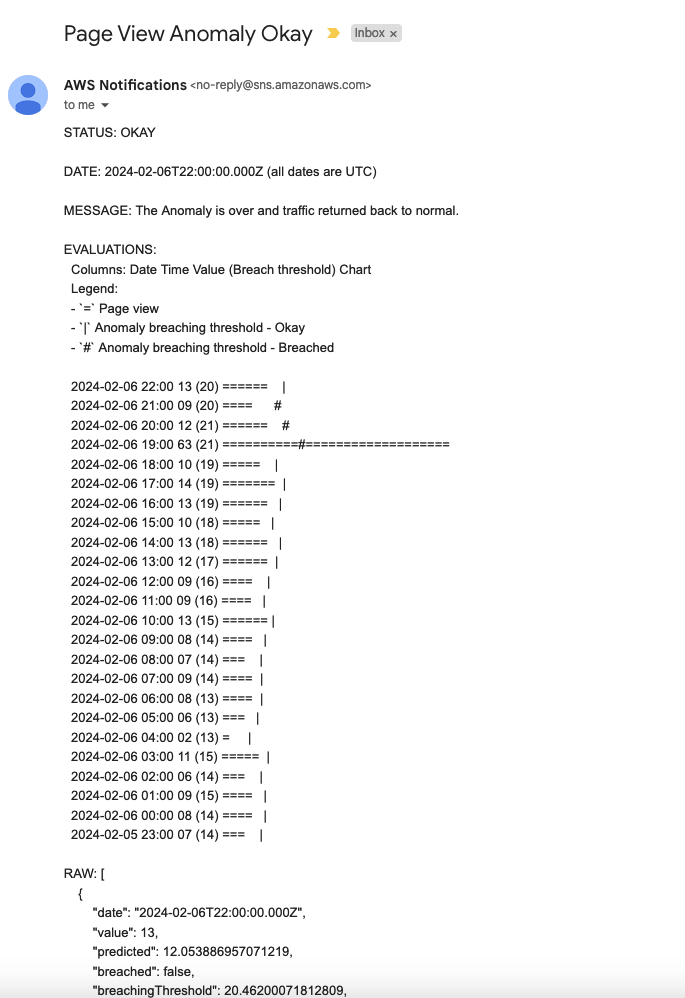 Page View Anomaly Okay Inbox ×
AWS Notifications <no-reply@sns.amazonaws.com>
to me
STATUS: OKAY
DATE: 2024-02-06T22:00:00.000Z (all dates are UTC)
MESSAGE: The Anomaly is over and traffic returned back to normal.
EVALUATIONS:
Columns: Date Time Value (Breach threshold) Chart
Legend:
- `=` Page view
- `|` Anomaly breaching threshold - Okay
- `#` Anomaly breaching threshold - Breached
2024-02-06 22:00 13 (20) ======    |
2024-02-06 21:00 09 (20) ====      #
2024-02-06 20:00 12 (21) ======    #
2024-02-06 19:00 63 (21) ==========#===================
2024-02-06 18:00 10 (19) =====    |
2024-02-06 17:00 14 (19) =======  |
2024-02-06 16:00 13 (19) ======   |
2024-02-06 15:00 10 (18) =====   |
2024-02-06 14:00 13 (18) ======   |
2024-02-06 13:00 12 (17) ======  |
2024-02-06 12:00 09 (16) ====    |
2024-02-06 11:00 09 (16) ====   |
2024-02-06 10:00 13 (15) ====== |
2024-02-06 09:00 08 (14) ====   |
2024-02-06 08:00 07 (14) ===    |
2024-02-06 07:00 09 (14) ====  |
2024-02-06 06:00 08 (13) ====  |
2024-02-06 05:00 06 (13) ===   |
2024-02-06 04:00 02 (13) =     |
2024-02-06 03:00 11 (15) =====  |
2024-02-06 02:00 06 (14) ===    |
2024-02-06 01:00 09 (15) ====   |
2024-02-06 00:00 08 (14) ====   |
2024-02-05 23:00 07 (14) ===    |
RAW: [
{
"date": "2024-02-06T22:00:00.000Z",
"value": 13,
"predicted": 12.053886957071219,
"breached": false,
"breachingThreshold": 20.46200071812809,